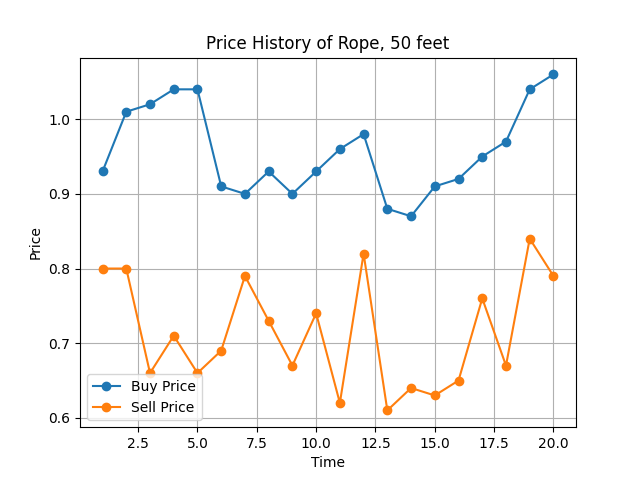 Price History of Rope, 50 feet
Price
1.0
0.9
0.8
0.7
0.6
Buy Price
Sell Price
2.5 5.0 7.5 10.0 12.5 15.0 17.5 20.0
Time